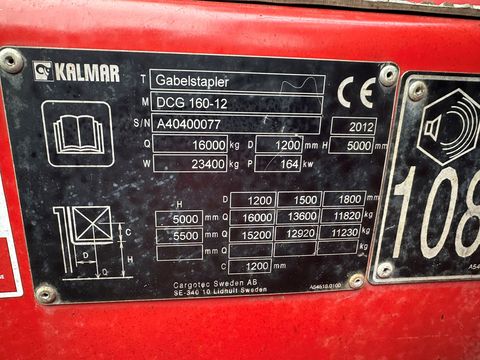 KALMAR
T Gabelstapler
M DCG 160-12
S/N A40400077 2012
Q 16000 kg D 1200 mm H 5000 mm
W 23400 kg P 164 kw
H D 1200 1500 1800 mm
5000 mm Q 16000 13600 11820 kg
5500 mm Q 15200 12920 11230 kg
mm Q kg
C 1200 mm
C
D H
Q
Cargotec Sweden AB
SE-340 10 Lidhult Sweden
A54619.0100
CE
108